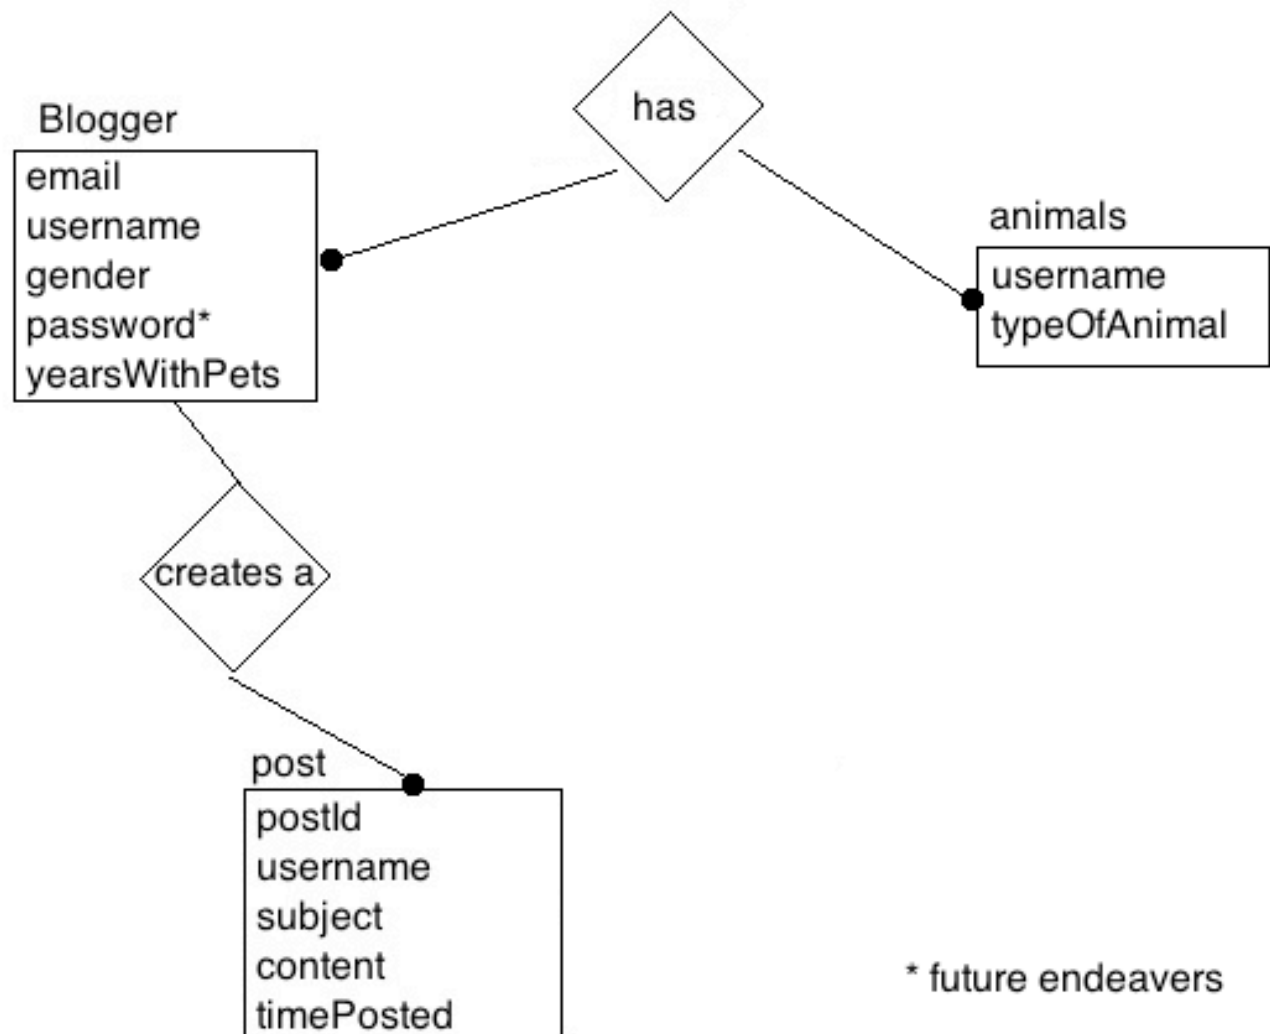 has
Blogger
email
username
gender
password*
yearsWithPets
animals
username
typeOfAnimal
creates a
post
postId
username
subject
content
timePosted
* future endeavers